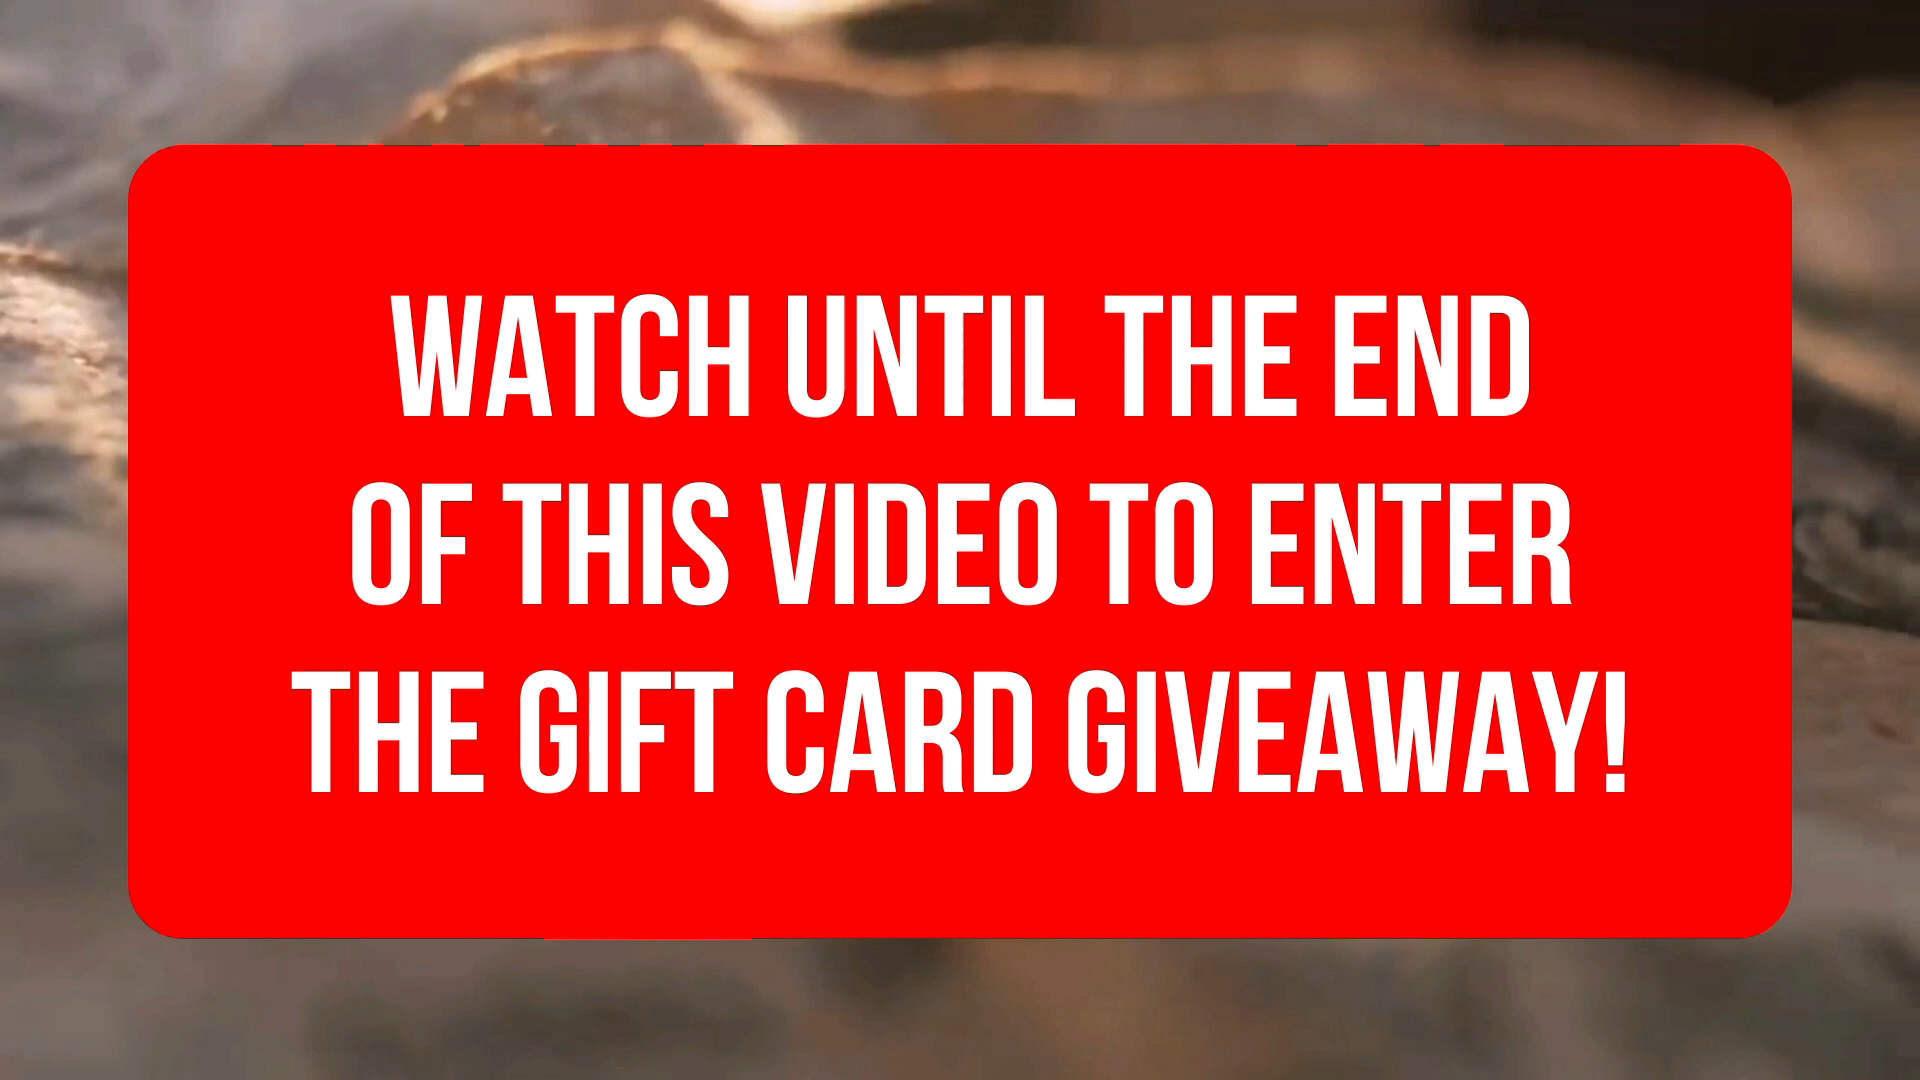 WATCH UNTIL THE END
OF THIS VIDEO TO ENTER
THE GIFT CARD GIVEAWAY!